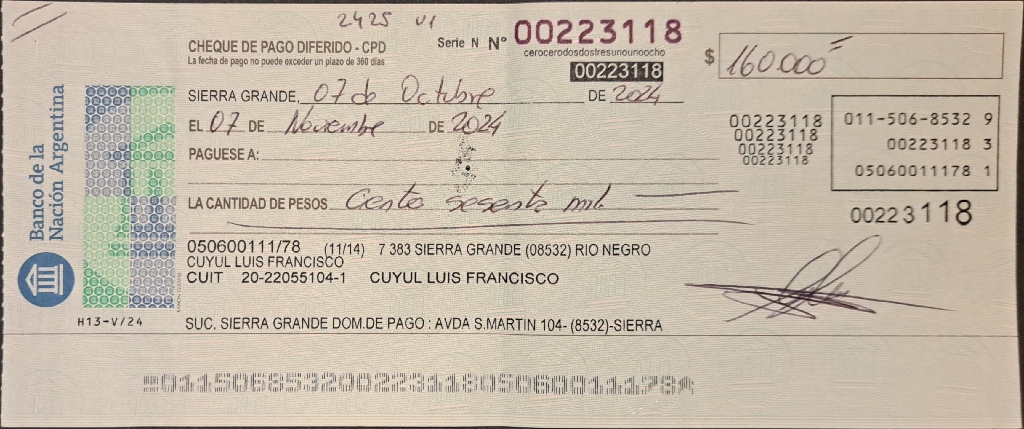 2425 U1
CHEQUE DE PAGO DIFERIDO - CPD
La fecha de pago no puede exceder un plazo de 360 días
Serie N Nº 00223118
cerocerodosdostresunounoocho
00223118
$ 160.000=
SIERRA GRANDE, 07 de Octubre DE 2024
EL 07 DE Noviembre DE 2024
PAGUESE A:
LA CANTIDAD DE PESOS Ciento sesenta mil
00223118
00223118
00223118
00223118
011-506-8532 9
00223118 3
05060011178 1
00223118
050600111/78 (11/14) 7 383 SIERRA GRANDE (08532) RIO NEGRO
CUYUL LUIS FRANCISCO
CUIT 20-22055104-1 CUYUL LUIS FRANCISCO
SUC. SIERRA GRANDE DOM.DE PAGO : AVDA S.MARTIN 104- (8532)-SIERRA
Banco de la
Nación Argentina
H13-V/24
01150685320022311805060011178